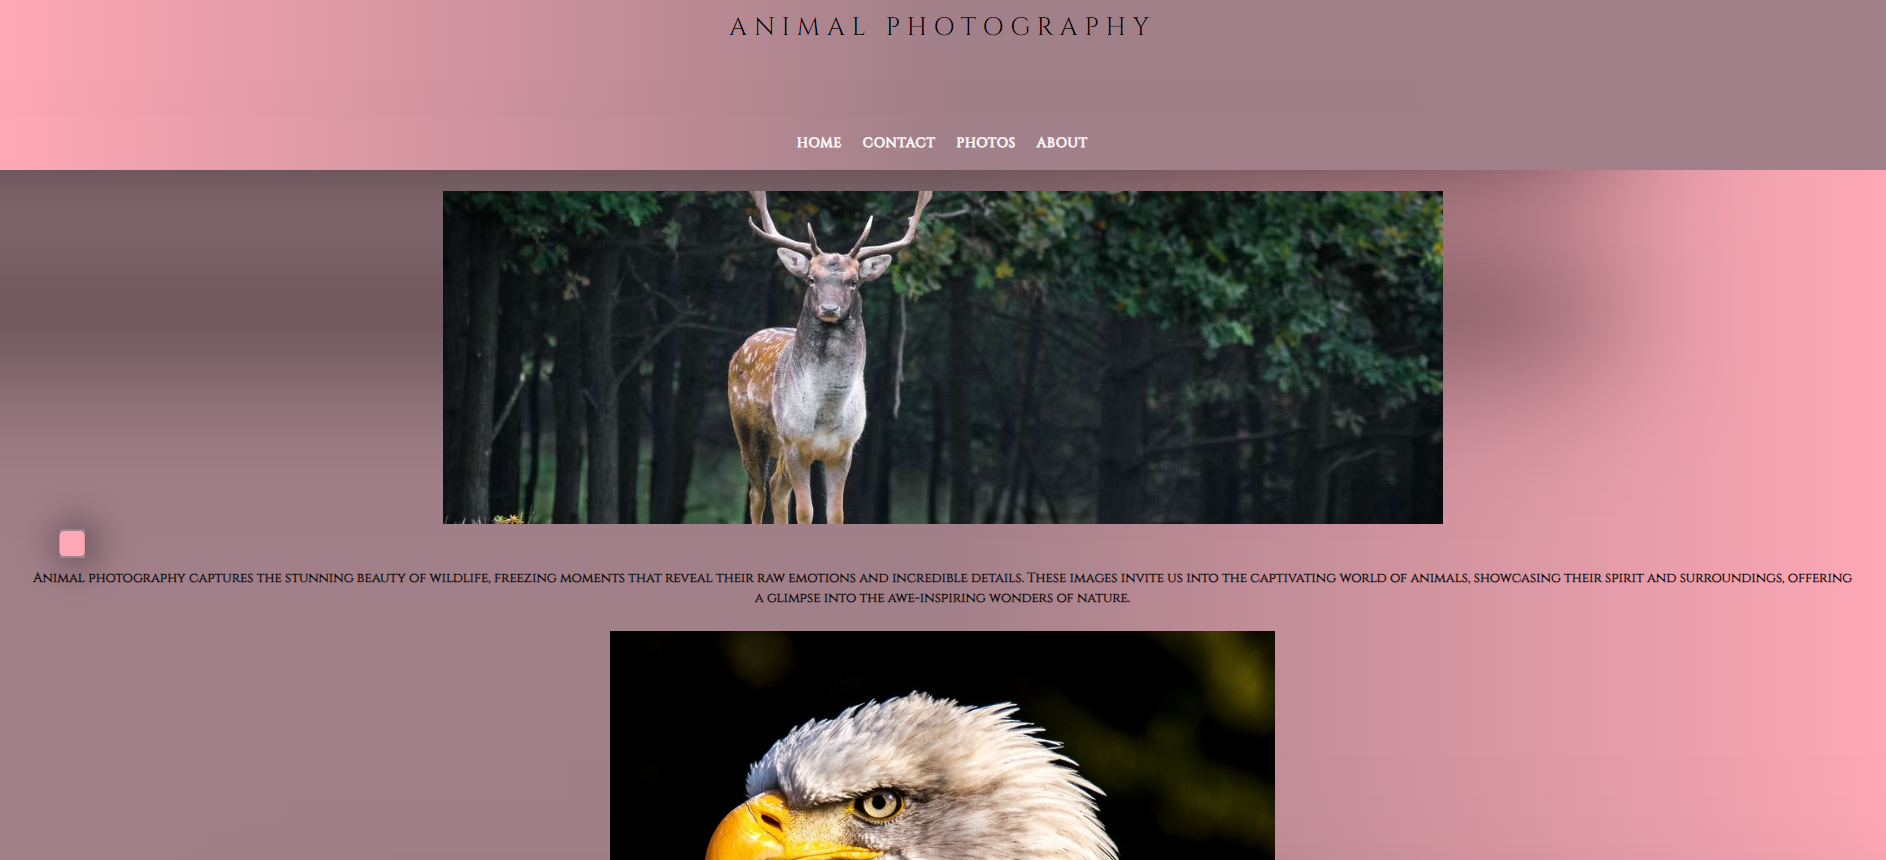 ANIMAL PHOTOGRAPHY
HOME CONTACT PHOTOS ABOUT
Animal photography captures the stunning beauty of wildlife, freezing moments that reveal their raw emotions and incredible details. These images invite us into the captivating world of animals, showcasing their spirit and surroundings, offering
a glimpse into the awe-inspiring wonders of nature.